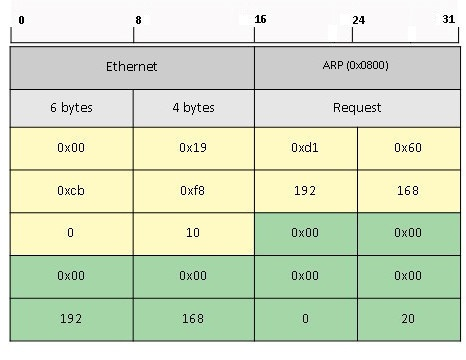 0 8 16 24 31
Ethernet ARP (0x0800)
6 bytes 4 bytes Request
0x00 0x19 0xd1 0x60
0xcb 0xf8 192 168
0 10 0x00 0x00
0x00 0x00 0x00 0x00
192 168 0 20